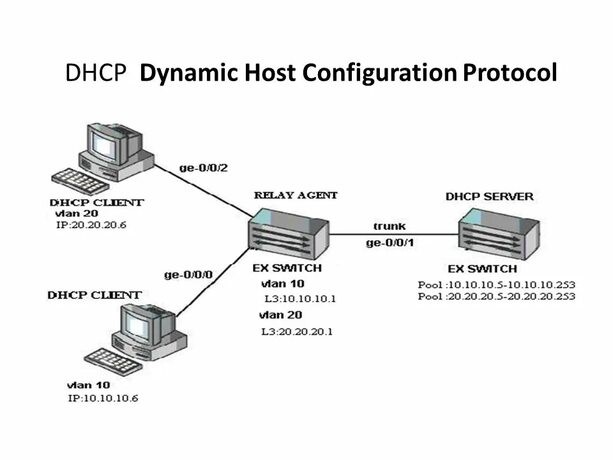 DHCP Dynamic Host Configuration Protocol
ge-0/0/2
DHCP CLIENT
vlan 20
IP:20.20.20.6
RELAY AGENT
EX SWITCH
vlan 10
L3:10.10.10.1
vlan 20
L3:20.20.20.1
trunk
ge-0/0/1
DHCP SERVER
EX SWITCH
Pool :10.10.10.5-10.10.10.253
Pool :20.20.20.5-20.20.20.253
ge-0/0/0
DHCP CLIENT
vlan 10
IP:10.10.10.6